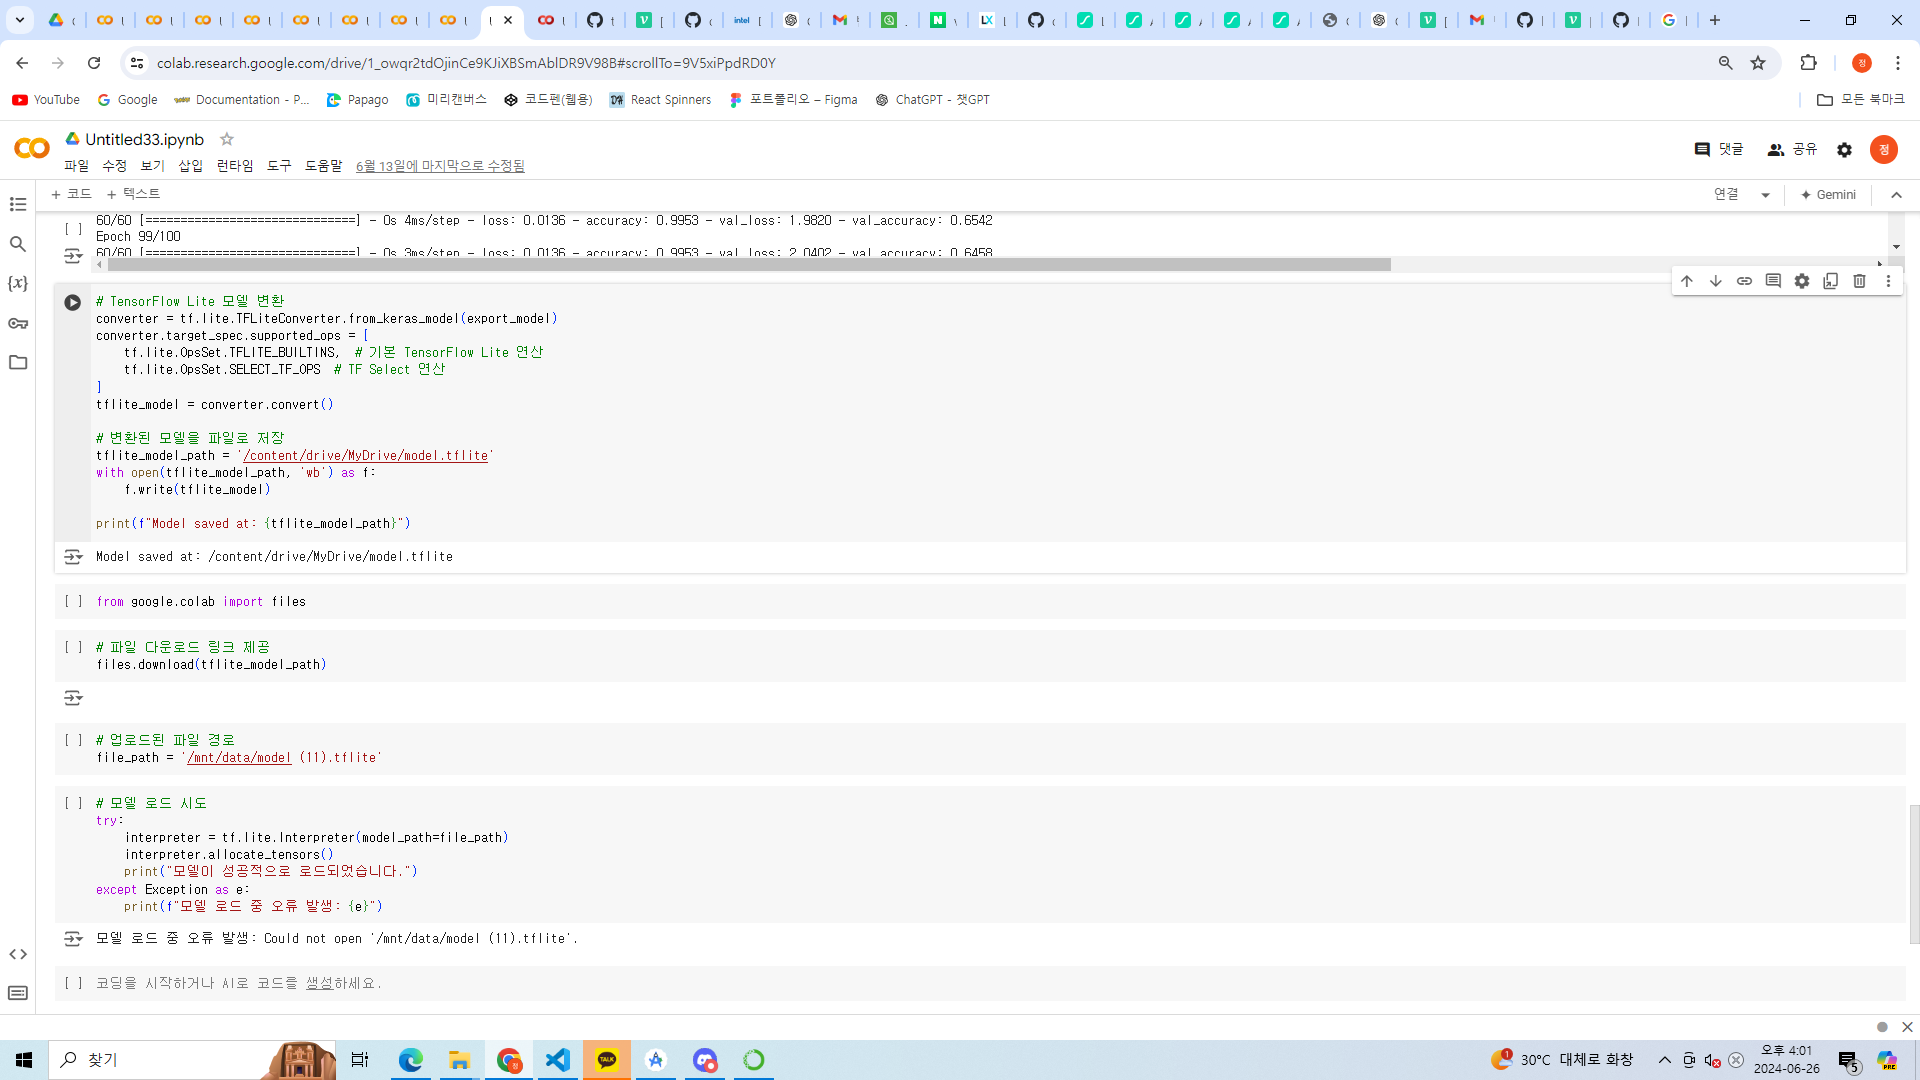 colab.research.google.com/drive/1_owqr2tdOjinCe9KJiXBSmAblDR9V98B#scrollTo=9V5xiPpdRD0Y
YouTube
Google
Documentation - P...
Papago
미리캔버스
코드펜(웹용)
React Spinners
포트폴리오 – Figma
ChatGPT - 챗GPT
모든 북마크
Untitled33.ipynb
댓글
공유
정
파일 수정 보기 삽입 런타임 도구 도움말 6월 13일에 마지막으로 수정됨
+ 코드 + 텍스트
연결
Gemini
60/60 [==============================] - 0s 4ms/step - loss: 0.0136 - accuracy: 0.9953 - val_loss: 1.9820 - val_accuracy: 0.6542
Epoch 99/100
60/60 [==============================] - 0s 3ms/step - loss: 0.0136 - accuracy: 0.9953 - val_loss: 2.0402 - val_accuracy: 0.6458
# TensorFlow Lite 모델 변환
converter = tf.lite.TFLiteConverter.from_keras_model(export_model)
converter.target_spec.supported_ops = [
    tf.lite.OpsSet.TFLITE_BUILTINS,  # 기본 TensorFlow Lite 연산
    tf.lite.OpsSet.SELECT_TF_OPS  # TF Select 연산
]
tflite_model = converter.convert()
# 변환된 모델을 파일로 저장
tflite_model_path = '/content/drive/MyDrive/model.tflite'
with open(tflite_model_path, 'wb') as f:
    f.write(tflite_model)
print(f"Model saved at: {tflite_model_path}")
Model saved at: /content/drive/MyDrive/model.tflite
[ ] from google.colab import files
[ ] # 파일 다운로드 링크 제공
files.download(tflite_model_path)
[ ] # 업로드된 파일 경로
file_path = '/mnt/data/model (11).tflite'
[ ] # 모델 로드 시도
try:
    interpreter = tf.lite.Interpreter(model_path=file_path)
    interpreter.allocate_tensors()
    print("모델이 성공적으로 로드되었습니다.")
except Exception as e:
    print(f"모델 로드 중 오류 발생: {e}")
모델 로드 중 오류 발생: Could not open '/mnt/data/model (11).tflite'.
[ ] 코딩을 시작하거나 AI로 코드를 생성하세요.
찾기
30°C 대체로 화창
오후 4:01
2024-06-26
5